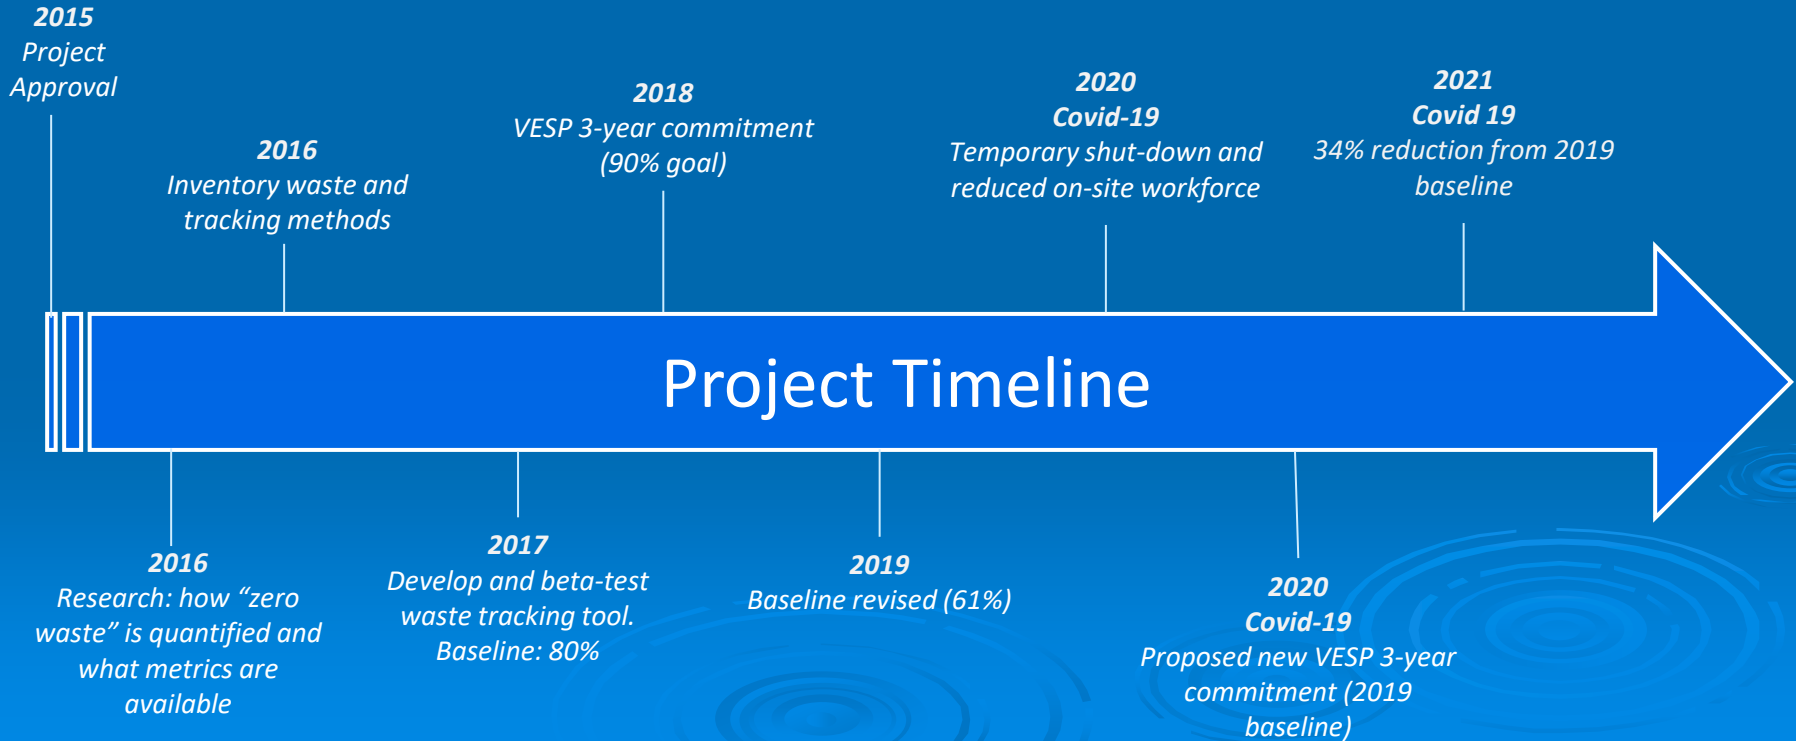 2015
Project
Approval
2016
Inventory waste and
tracking methods
2018
VESP 3-year commitment
(90% goal)
2020
Covid-19
Temporary shut-down and
reduced on-site workforce
2021
Covid 19
34% reduction from 2019
baseline
Project Timeline
2016
Research: how “zero
waste” is quantified and
what metrics are
available
2017
Develop and beta-test
waste tracking tool.
Baseline: 80%
2019
Baseline revised (61%)
2020
Covid-19
Proposed new VESP 3-year
commitment (2019
baseline)